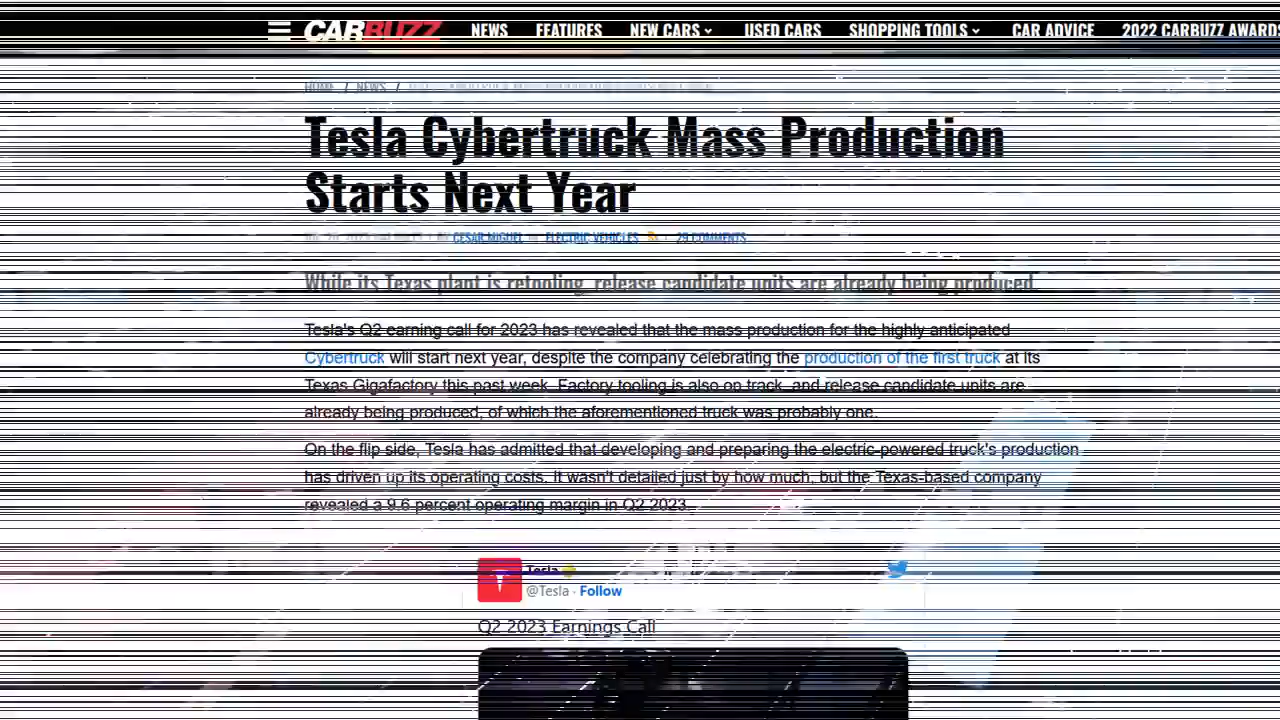 CARBUZZ NEWS FEATURES NEW CARS USED CARS SHOPPING TOOLS CAR ADVICE 2022 CARBUZZ AWARDS
HOME / NEWS /
Tesla Cybertruck Mass Production
Starts Next Year
BY CESAR MIGUEL ELECTRIC VEHICLES 29 COMMENTS
While its Texas plant is retooling, release candidate units are already being produced.
Tesla's Q2 earning call for 2023 has revealed that the mass production for the highly anticipated
Cybertruck will start next year, despite the company celebrating the production of the first truck at its
Texas Gigafactory this past week. Factory tooling is also on track, and release candidate units are
already being produced, of which the aforementioned truck was probably one.
On the flip side, Tesla has admitted that developing and preparing the electric-powered truck's production
has driven up its operating costs. It wasn't detailed just by how much, but the Texas-based company
revealed a 9.6 percent operating margin in Q2 2023.
Tesla
@Tesla · Follow
Q2 2023 Earnings Call